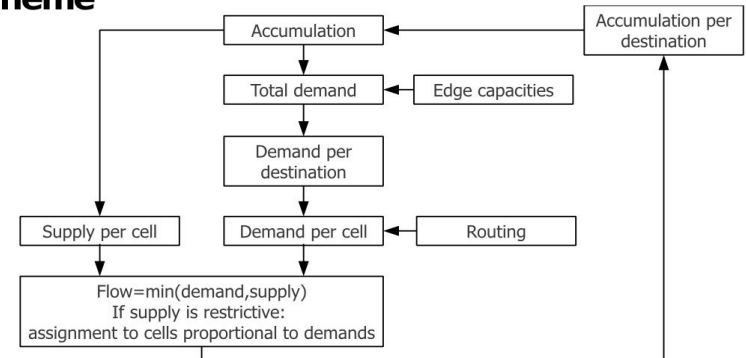 Accumulation
Accumulation per
destination
Total demand
Edge capacities
Demand per
destination
Supply per cell
Demand per cell
Routing
Flow=min(demand,supply)
If supply is restrictive:
assignment to cells proportional to demands